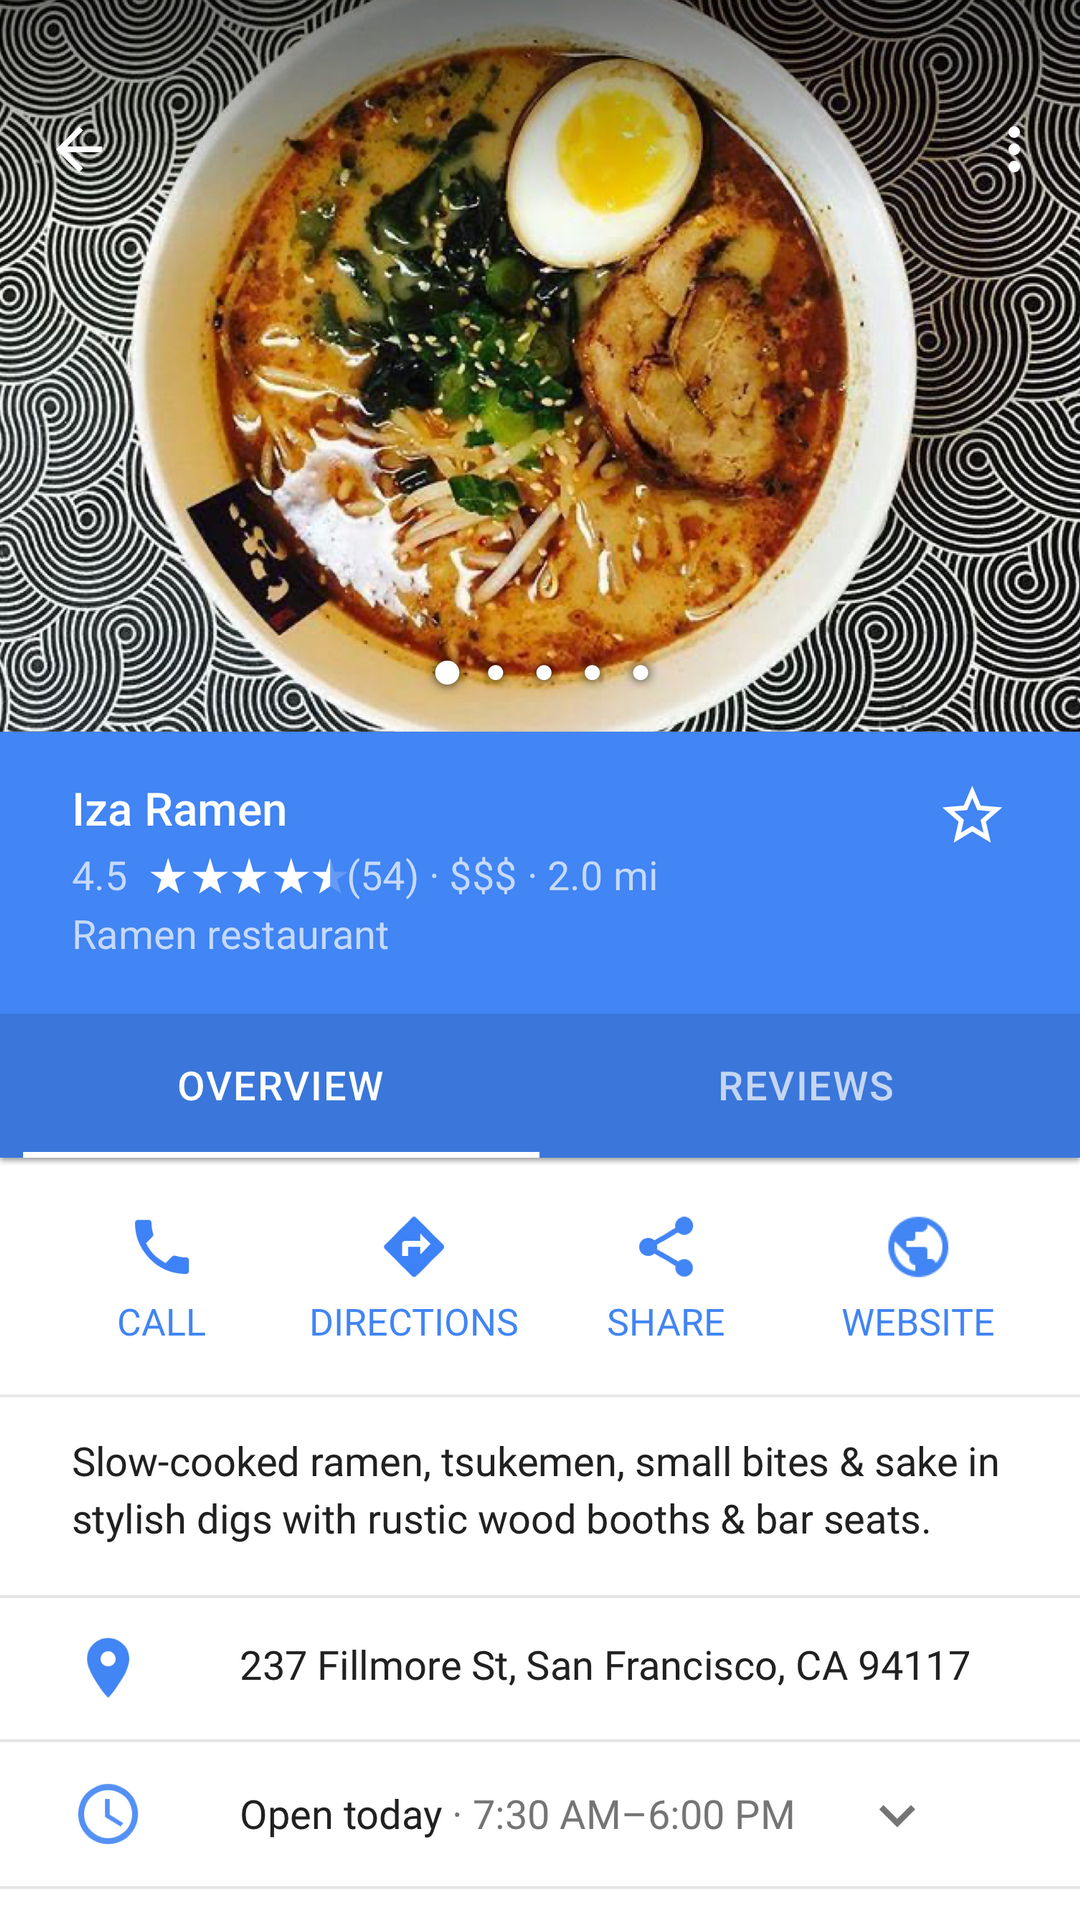 Iza Ramen
4.5 ★★★★★ (54) · $$$ · 2.0 mi
Ramen restaurant
OVERVIEW
REVIEWS
CALL
DIRECTIONS
SHARE
WEBSITE
Slow-cooked ramen, tsukemen, small bites & sake in
stylish digs with rustic wood booths & bar seats.
237 Fillmore St, San Francisco, CA 94117
Open today · 7:30 AM–6:00 PM